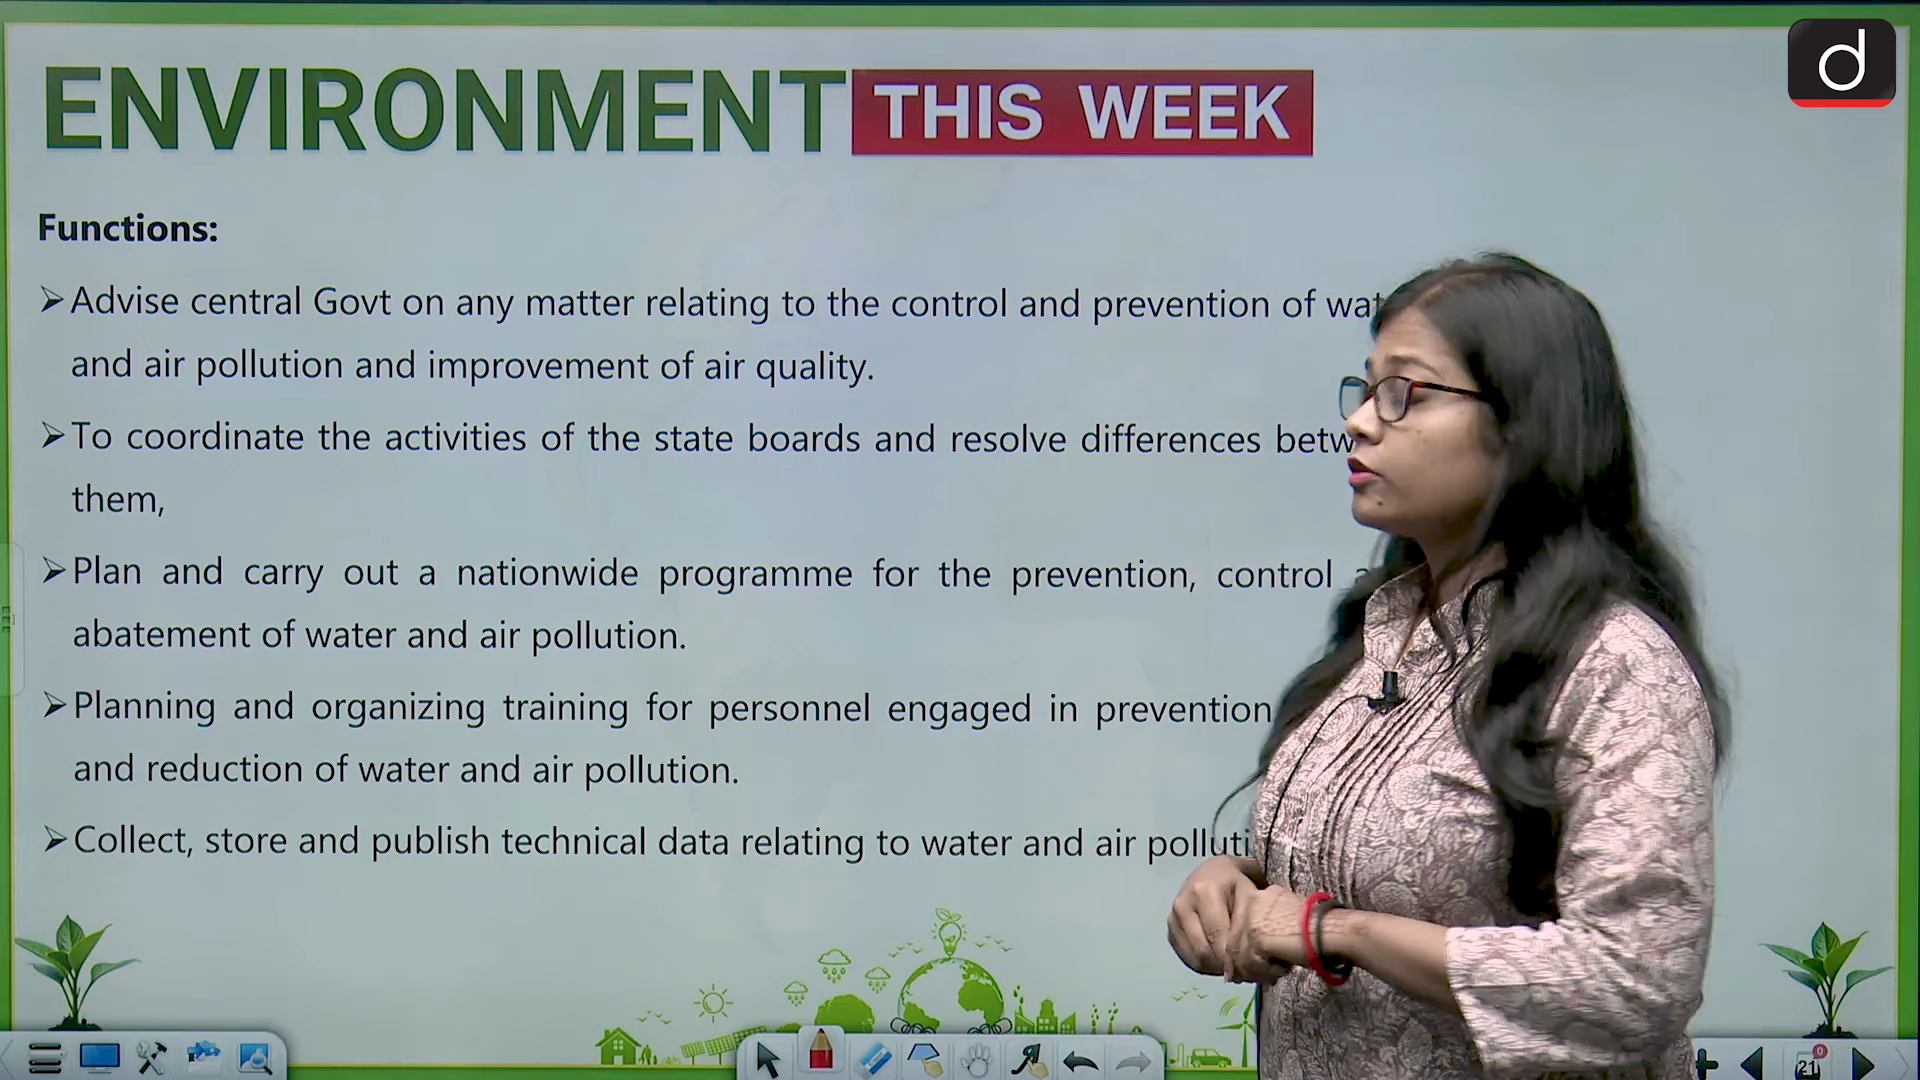 ENVIRONMENT THIS WEEK
d
Functions:
➢Advise central Govt on any matter relating to the control and prevention of
and air pollution and improvement of air quality.
➢To coordinate the activities of the state boards and resolve differences
them,
➢Plan and carry out a nationwide programme for the prevention, control
abatement of water and air pollution.
➢Planning and organizing training for personnel engaged in prevention
and reduction of water and air pollution.
➢Collect, store and publish technical data relating to water and air
21
0